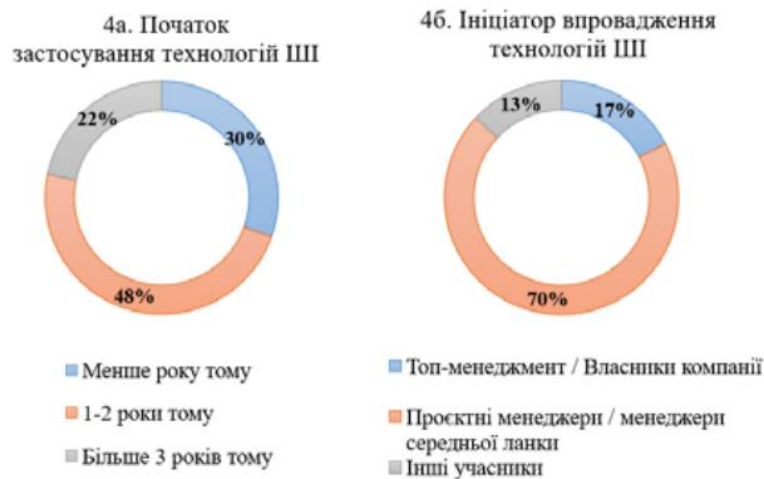 4а. Початок
застосування технологій ШІ
22%
30%
48%
Менше року тому
1-2 роки тому
Більше 3 років тому
4б. Ініціатор впровадження
технологій ШІ
13%
17%
70%
Топ-менеджмент / Власники компанії
Проєктні менеджери / менеджери
середньої ланки
Інші учасники